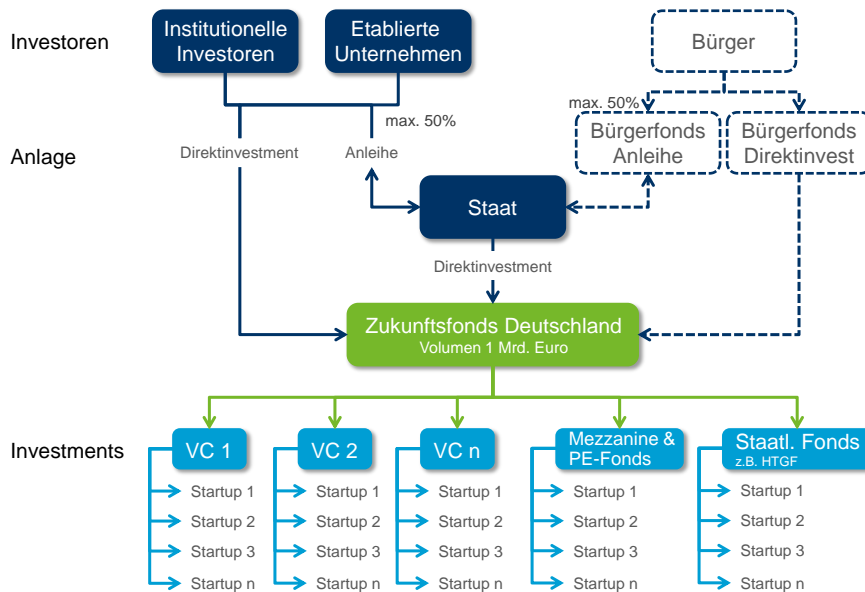 Investoren
Institutionelle
Investoren
Etablierte
Unternehmen
Bürger
max. 50%
max. 50%
Anlage
Direktinvestment
Anleihe
Bürgerfonds
Anleihe
Bürgerfonds
Direktinvest
Staat
Direktinvestment
Zukunftsfonds Deutschland
Volumen 1 Mrd. Euro
Investments
VC 1
VC 2
VC n
Mezzanine &
PE-Fonds
Staatl. Fonds
z.B. HTGF
Startup 1
Startup 2
Startup 3
Startup n
Startup 1
Startup 2
Startup 3
Startup n
Startup 1
Startup 2
Startup 3
Startup n
Startup 1
Startup 2
Startup 3
Startup n
Startup 1
Startup 2
Startup 3
Startup n